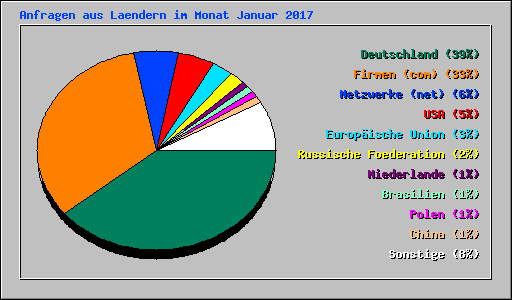 Anfragen aus Laendern im Monat Januar 2017
Deutschland (39%)
Firmen (com) (33%)
Netzwerke (net) (6%)
USA (5%)
Europäische Union (3%)
Russische Foederation (2%)
Niederlande (1%)
Brasilien (1%)
Polen (1%)
China (1%)
Sonstige (8%)